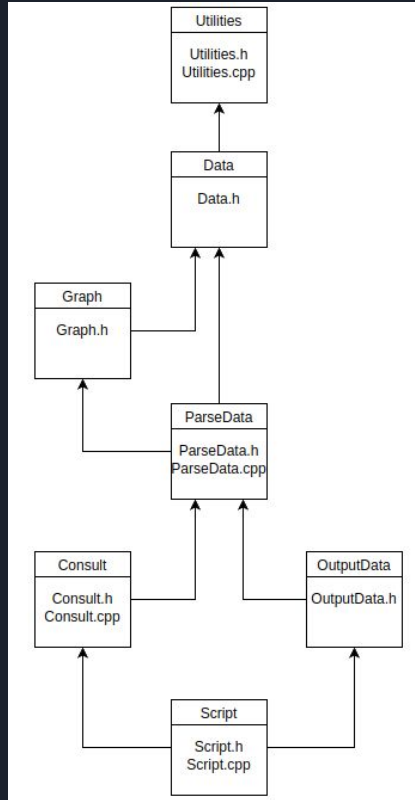 Utilities
Utilities.h
Utilities.cpp
Data
Data.h
Graph
Graph.h
ParseData
ParseData.h
ParseData.cpp
Consult
Consult.h
Consult.cpp
OutputData
OutputData.h
Script
Script.h
Script.cpp